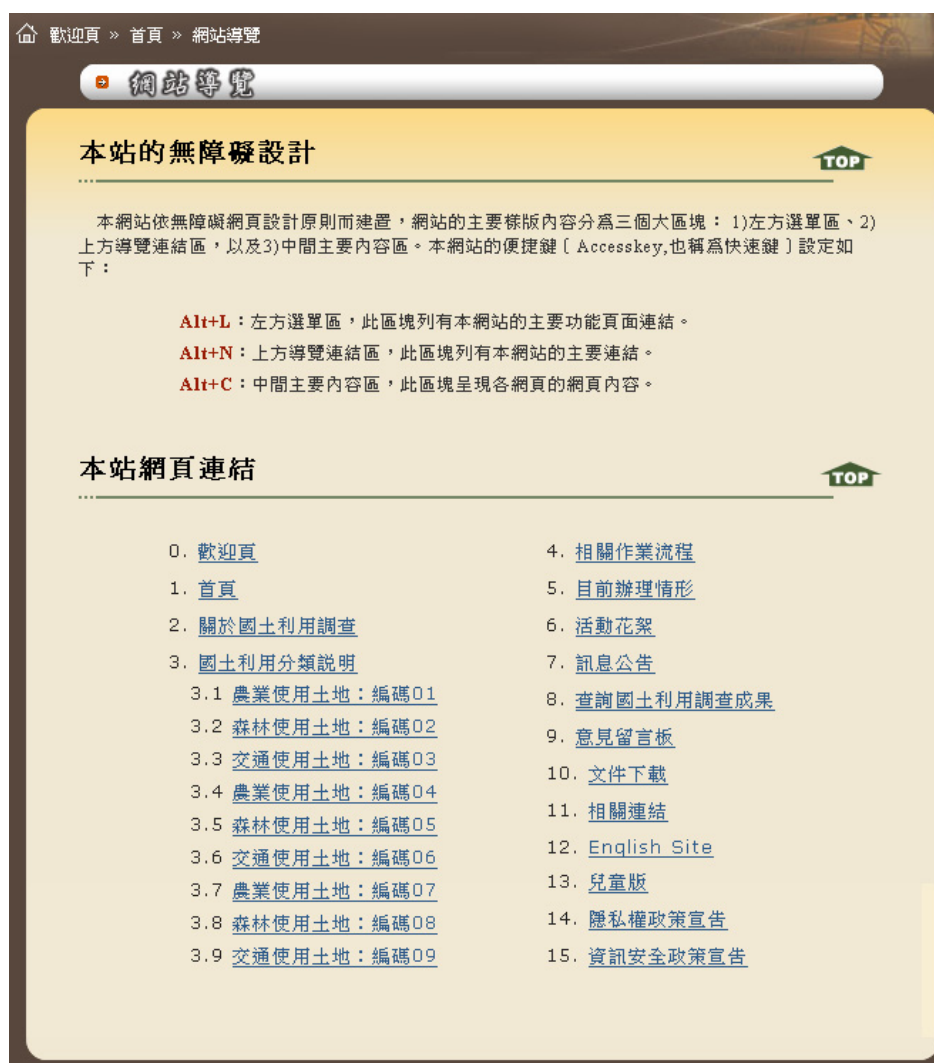 歡迎頁 » 首頁 » 網站導覽
網站導覽
本站的無障礙設計
TOP
本網站依無障礙網頁設計原則而建置，網站的主要樣版內容分為三個大區塊： 1)左方選單區、2)
上方導覽連結區，以及3)中間主要內容區。本網站的便捷鍵﹝Accesskey,也稱為快速鍵﹞設定如
下：
Alt+L：左方選單區，此區塊列有本網站的主要功能頁面連結。
Alt+N：上方導覽連結區，此區塊列有本網站的主要連結。
Alt+C：中間主要內容區，此區塊呈現各網頁的網頁內容。
本站網頁連結
TOP
0. 歡迎頁
1. 首頁
2. 關於國土利用調查
3. 國土利用分類說明
3.1 農業使用土地：編碼01
3.2 森林使用土地：編碼02
3.3 交通使用土地：編碼03
3.4 農業使用土地：編碼04
3.5 森林使用土地：編碼05
3.6 交通使用土地：編碼06
3.7 農業使用土地：編碼07
3.8 森林使用土地：編碼08
3.9 交通使用土地：編碼09
4. 相關作業流程
5. 目前辦理情形
6. 活動花絮
7. 訊息公告
8. 查詢國土利用調查成果
9. 意見留言板
10. 文件下載
11. 相關連結
12. English Site
13. 兒童版
14. 隱私權政策宣告
15. 資訊安全政策宣告